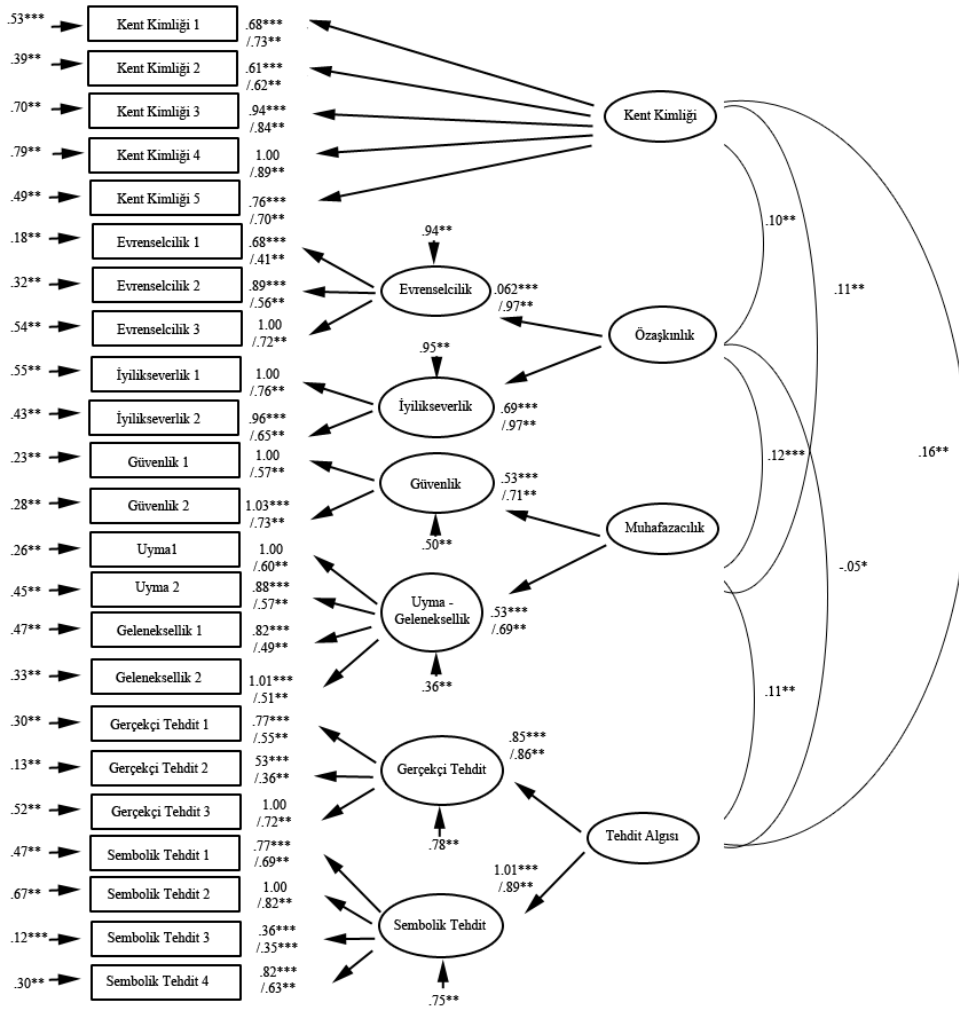 .53***
Kent Kimliği 1
.68***
/.73**
.39**
Kent Kimliği 2
.61***
/.62**
.70**
Kent Kimliği 3
.94***
/.84**
.79**
Kent Kimliği 4
1.00
/.89**
.49**
Kent Kimliği 5
.76***
/.70**
.18**
Evrenselcilik 1
.68***
/.41**
.32**
Evrenselcilik 2
.89***
/.56**
.54**
Evrenselcilik 3
1.00
/.72**
.55**
İyilikseverlik 1
1.00
/.76**
.43**
İyilikseverlik 2
.96***
/.65**
.23**
Güvenlik 1
1.00
/.57**
.28**
Güvenlik 2
1.03***
/.73**
.26**
Uyma1
1.00
/.60**
.45**
Uyma 2
.88***
/.57**
.47**
Geleneksellik 1
.82***
/.49**
.33**
Geleneksellik 2
1.01***
/.51**
.30**
Gerçekçi Tehdit 1
.77***
/.55**
.13**
Gerçekçi Tehdit 2
53***
/.36**
.52**
Gerçekçi Tehdit 3
1.00
/.72**
.47**
Sembolik Tehdit 1
.77***
/.69**
.67**
Sembolik Tehdit 2
1.00
/.82**
.12***
Sembolik Tehdit 3
.36***
/.35***
.30**
Sembolik Tehdit 4
.82***
/.63**
.94**
Evrenselcilik
.062***
/.97**
.95**
İyilikseverlik
.69***
/.97**
Güvenlik
.53***
/.71**
.50**
Uyma -
Geleneksellik
.53***
/.69**
.36**
Gerçekçi Tehdit
.85***
/.86**
.78**
Sembolik Tehdit
1.01***
/.89**
.75**
Kent Kimliği
Özaşkınlık
Muhafazacılık
Tehdit Algısı
.10**
.11**
.12***
.16**
-.05*
.11**